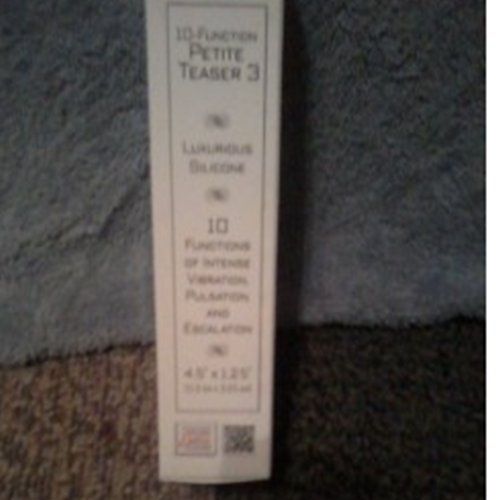 10-Function
Petite
Teaser 3
Luxurious
Silicone
10
Functions
of Intense
Vibration,
Pulsation
and
Escalation
4.5" x 1.25"